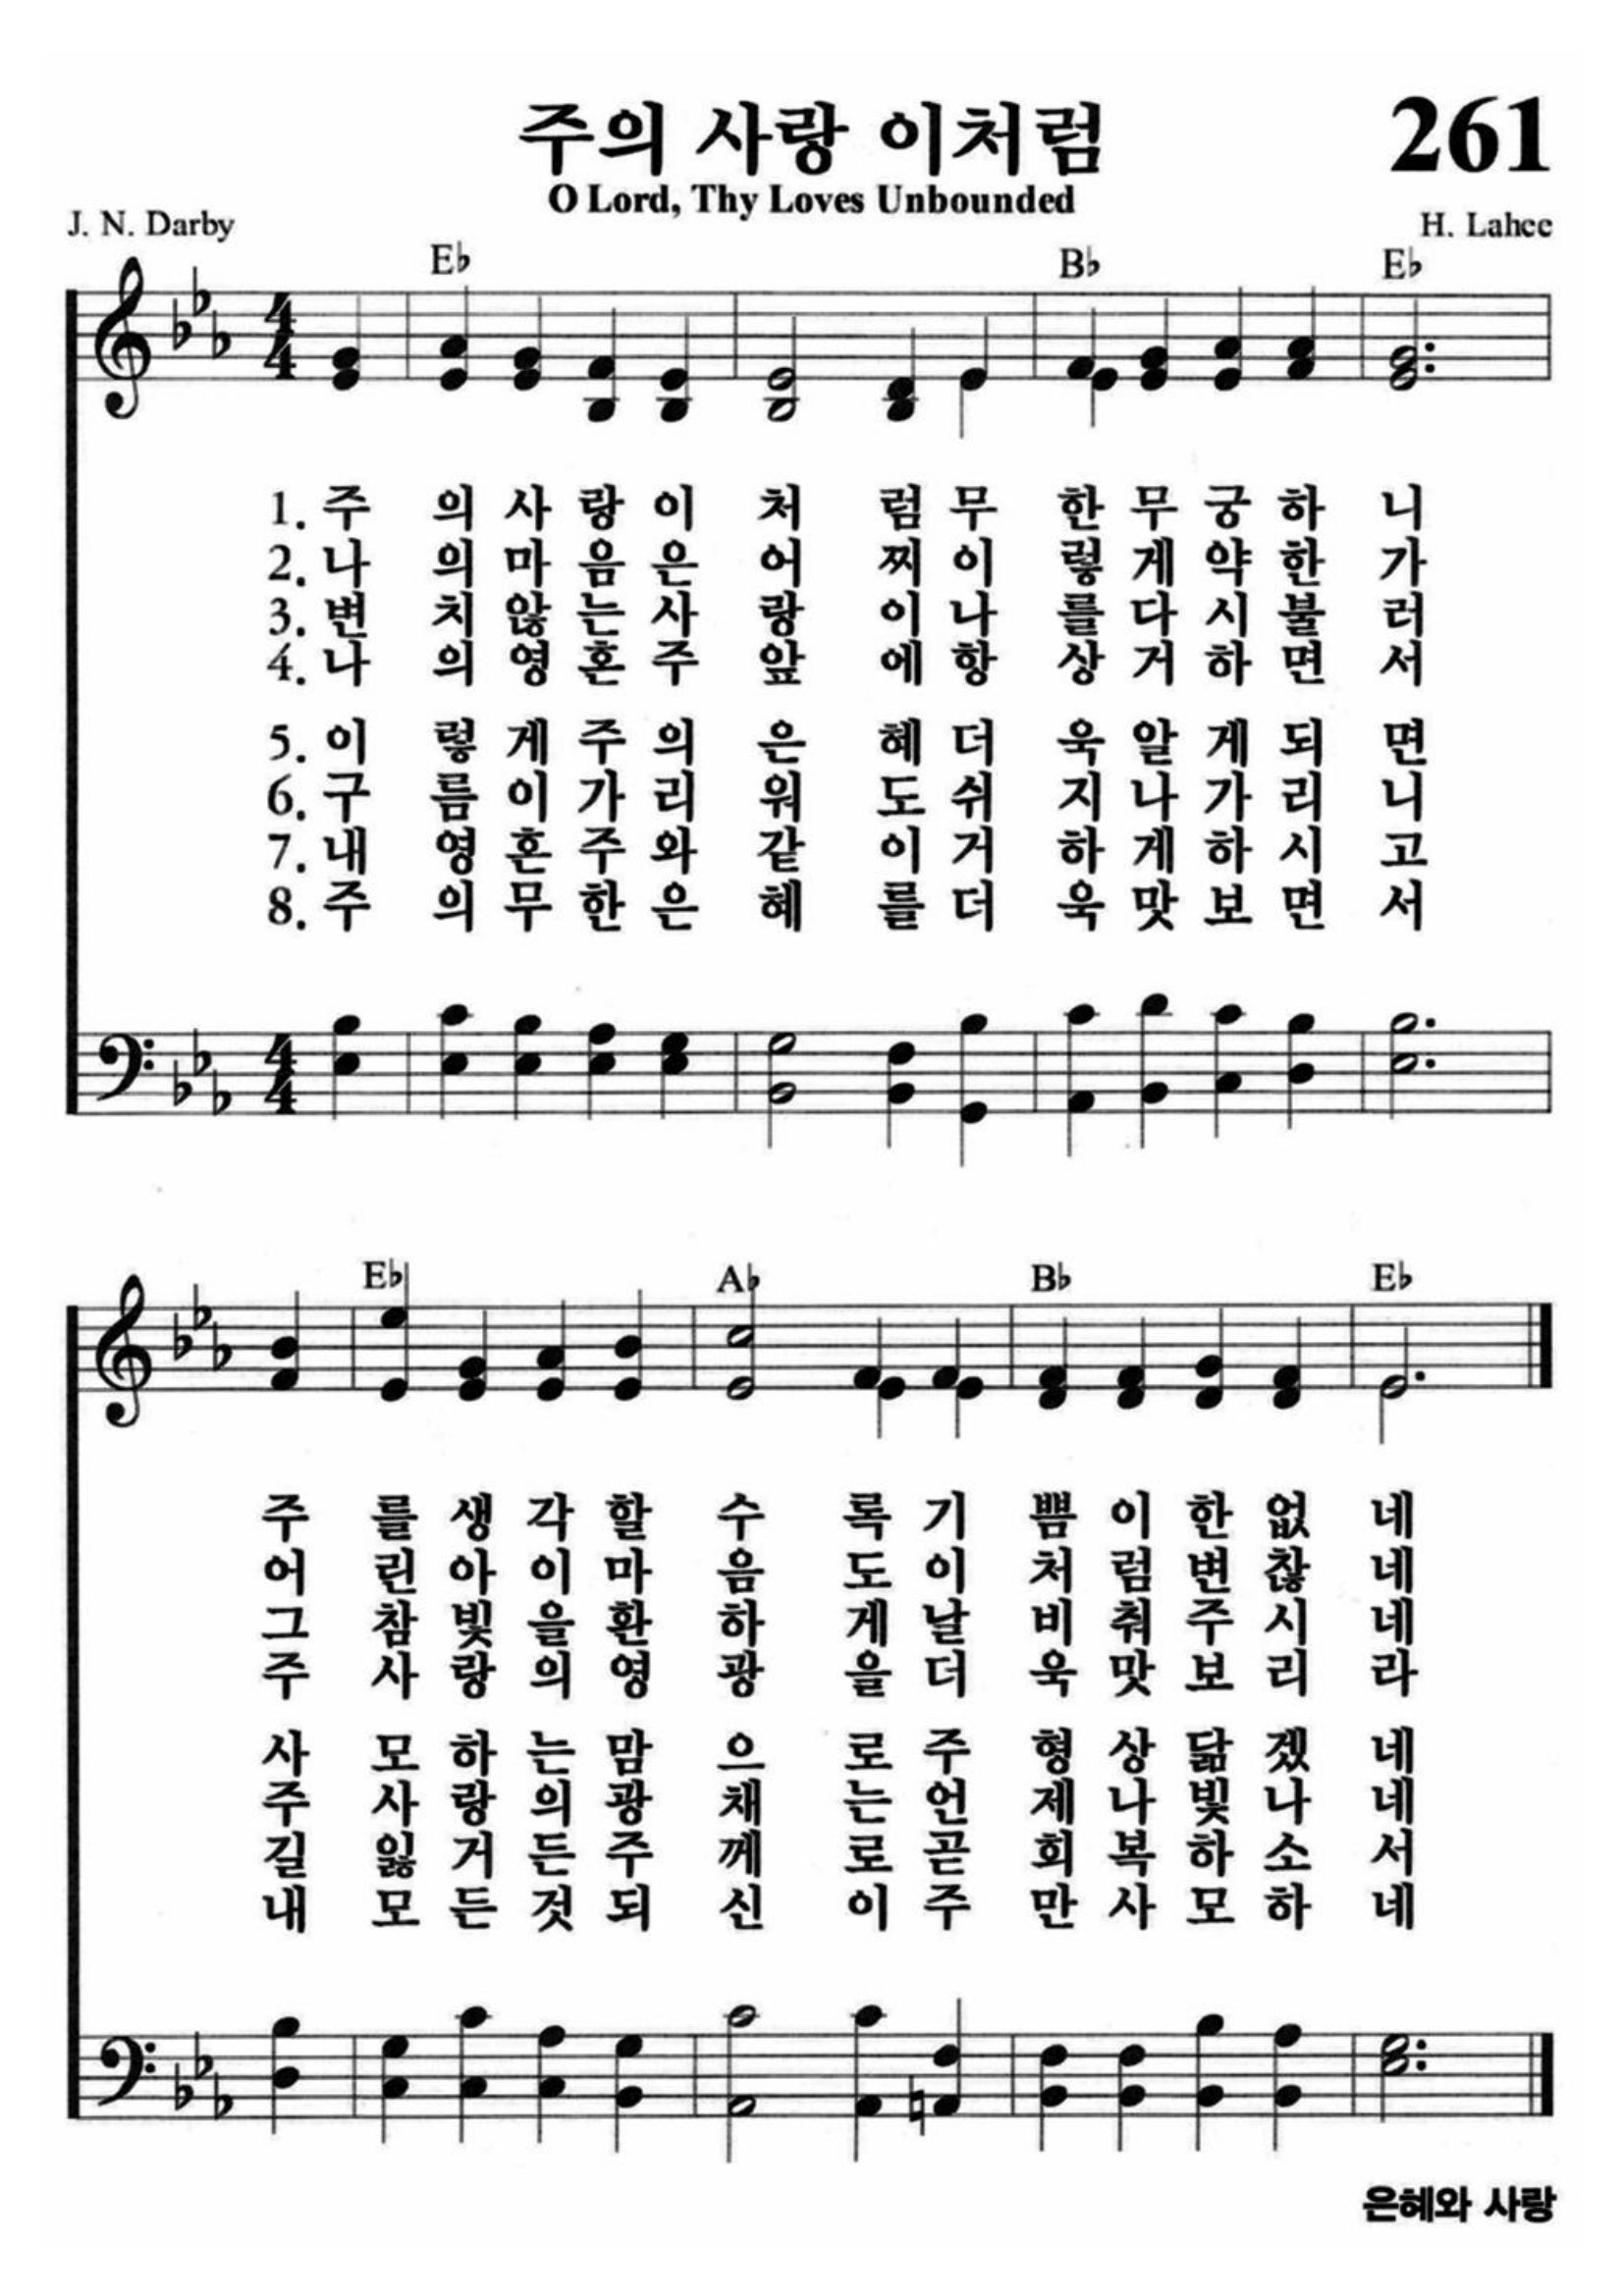 주의 사랑 이처럼
261
O Lord, Thy Loves Unbounded
J. N. Darby
H. Lahee
E♭ B♭ E♭
4/4
1. 주 의 사 랑 이 처 럼 무 한 무 궁 하 니
2. 나 의 마 음 은 어 찌 이 렇 게 약 한 가
3. 변 치 않 는 사 랑 이 나 를 다 시 불 러
4. 나 의 영 혼 주 앞 에 항 상 거 하 면 서
5. 이 렇 게 주 의 은 혜 더 욱 알 게 되 면
6. 구 름 이 가 리 워 도 쉬 지 나 가 리 니
7. 내 영 혼 주 와 같 이 거 하 게 하 시 고
8. 주 의 무 한 은 혜 를 더 욱 맛 보 면 서
4/4
E♭ A♭ B♭ E♭
주 를 생 각 할 수 록 기 쁨 이 한 없 네
어 린 아 이 마 음 도 이 처 럼 변 찮 네
그 참 빛 을 환 하 게 날 비 춰 주 시 네
주 사 랑 의 영 광 을 더 욱 맛 보 리 라
사 모 하 는 맘 으 로 주 형 상 닮 겠 네
주 사 랑 의 광 채 는 언 제 나 빛 나 네
길 잃 거 든 주 께 로 곧 회 복 하 소 서
내 모 든 것 되 신 이 주 만 사 모 하 네
은혜와 사랑